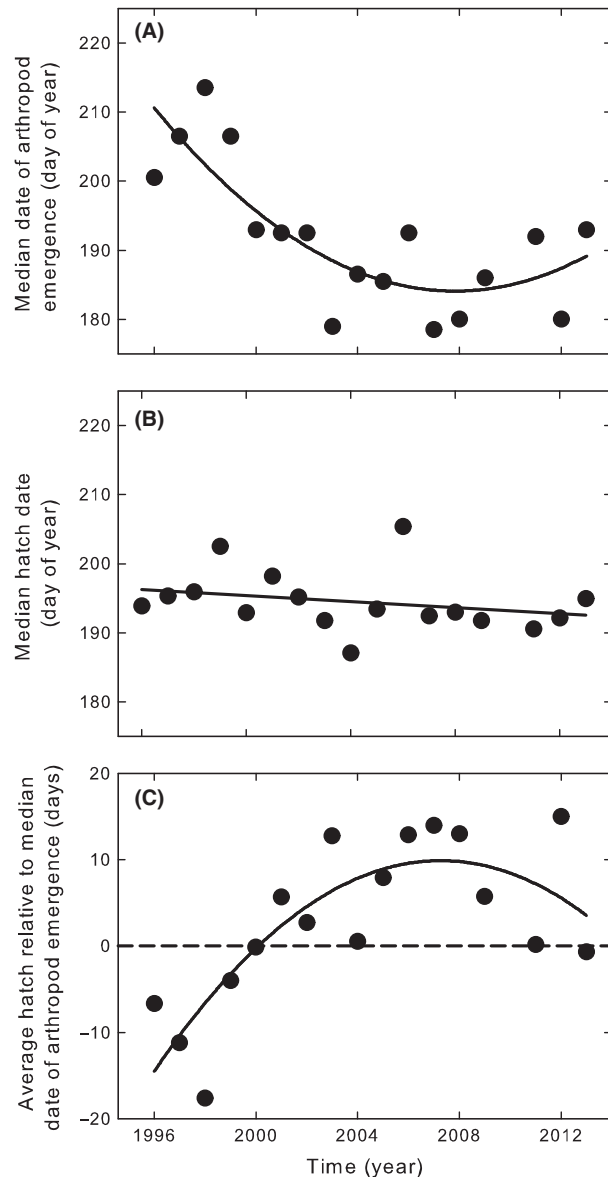 (A)
Median date of arthropod
emergence (day of year)
220
210
200
190
180
(B)
Median hatch date
(day of year)
220
210
200
190
180
(C)
Average hatch relative to median
date of arthropod emergence (days)
20
10
0
−10
−20
1996 2000 2004 2008 2012
Time (year)